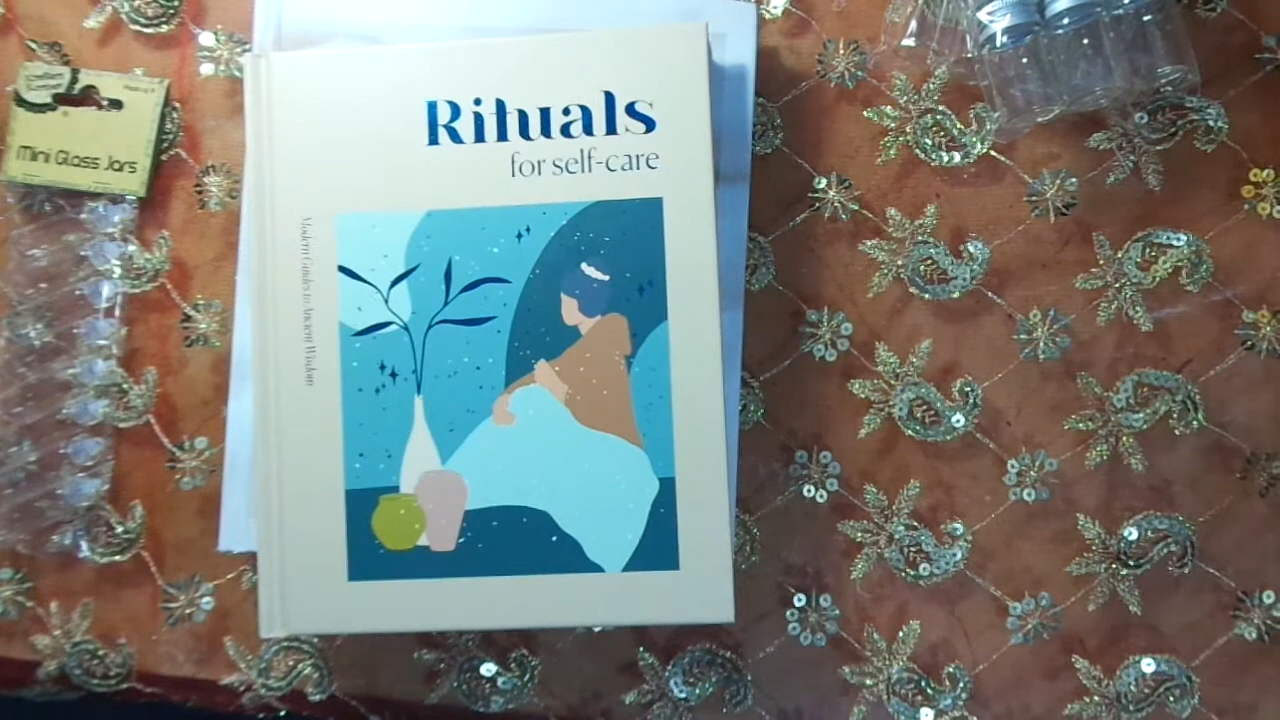 Rituals
for self-care
Modern Guides to Ancient Wisdom
Mini Glass Jars